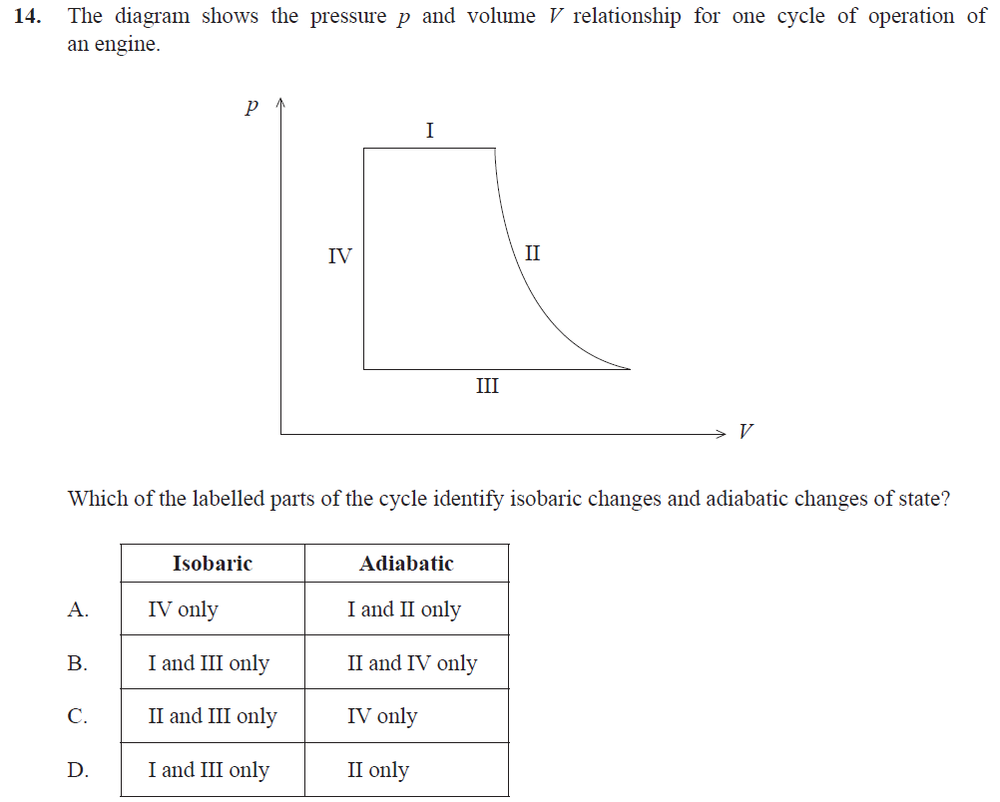 14. The diagram shows the pressure p and volume V relationship for one cycle of operation of
an engine.
p
I
IV
II
III
V
Which of the labelled parts of the cycle identify isobaric changes and adiabatic changes of state?
Isobaric Adiabatic
A. IV only I and II only
B. I and III only II and IV only
C. II and III only IV only
D. I and III only II only